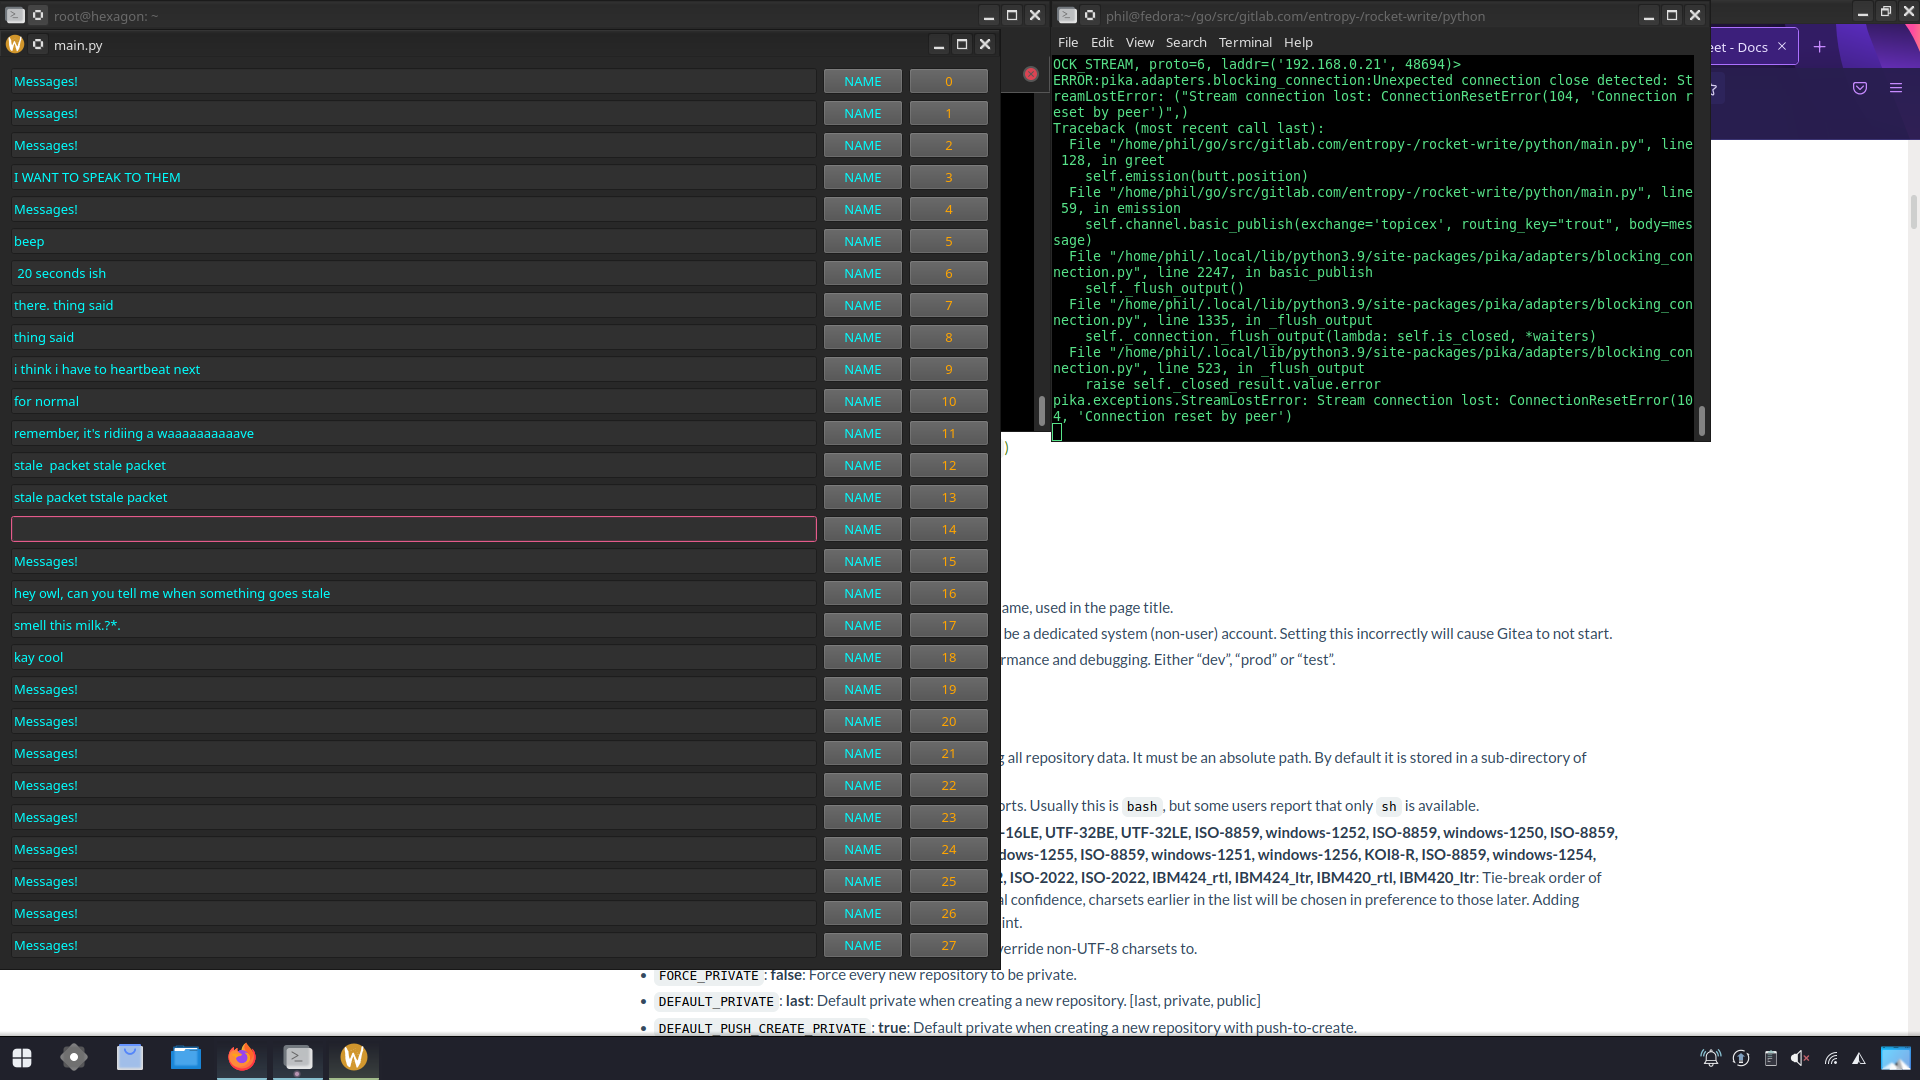 root@hexagon: ~
main.py
Messages! NAME 0
Messages! NAME 1
Messages! NAME 2
I WANT TO SPEAK TO THEM NAME 3
Messages! NAME 4
beep NAME 5
20 seconds ish NAME 6
there. thing said NAME 7
thing said NAME 8
i think i have to heartbeat next NAME 9
for normal NAME 10
remember, it's ridiing a waaaaaaaaaave NAME 11
stale  packet stale packet NAME 12
stale packet tstale packet NAME 13
NAME 14
Messages! NAME 15
hey owl, can you tell me when something goes stale NAME 16
smell this milk.?*. NAME 17
kay cool NAME 18
Messages! NAME 19
Messages! NAME 20
Messages! NAME 21
Messages! NAME 22
Messages! NAME 23
Messages! NAME 24
Messages! NAME 25
Messages! NAME 26
Messages! NAME 27
phil@fedora:~/go/src/gitlab.com/entropy-/rocket-write/python
File Edit View Search Terminal Help
OCK_STREAM, proto=6, laddr=('192.168.0.21', 48694)>
ERROR:pika.adapters.blocking_connection:Unexpected connection close detected: St
reamLostError: ("Stream connection lost: ConnectionResetError(104, 'Connection r
eset by peer')",)
Traceback (most recent call last):
  File "/home/phil/go/src/gitlab.com/entropy-/rocket-write/python/main.py", line
 128, in greet
    self.emission(butt.position)
  File "/home/phil/go/src/gitlab.com/entropy-/rocket-write/python/main.py", line
 59, in emission
    self.channel.basic_publish(exchange='topicex', routing_key="trout", body=mes
sage)
  File "/home/phil/.local/lib/python3.9/site-packages/pika/adapters/blocking_con
nection.py", line 2247, in basic_publish
    self._flush_output()
  File "/home/phil/.local/lib/python3.9/site-packages/pika/adapters/blocking_con
nection.py", line 1335, in _flush_output
    self._connection._flush_output(lambda: self.is_closed, *waiters)
  File "/home/phil/.local/lib/python3.9/site-packages/pika/adapters/blocking_con
nection.py", line 523, in _flush_output
    raise self._closed_result.value.error
pika.exceptions.StreamLostError: Stream connection lost: ConnectionResetError(10
4, 'Connection reset by peer')
eet - Docs
)
ame, used in the page title.
be a dedicated system (non-user) account. Setting this incorrectly will cause Gitea to not start.
rmance and debugging. Either “dev”, “prod” or “test”.
g all repository data. It must be an absolute path. By default it is stored in a sub-directory of
orts. Usually this is bash, but some users report that only sh is available.
-16LE, UTF-32BE, UTF-32LE, ISO-8859, windows-1252, ISO-8859, windows-1250, ISO-8859,
dows-1255, ISO-8859, windows-1251, windows-1256, KOI8-R, ISO-8859, windows-1254,
2, ISO-2022, ISO-2022, IBM424_rtl, IBM424_ltr, IBM420_rtl, IBM420_ltr: Tie-break order of
al confidence, charsets earlier in the list will be chosen in preference to those later. Adding
int.
verride non-UTF-8 charsets to.
• FORCE_PRIVATE: false: Force every new repository to be private.
• DEFAULT_PRIVATE: last: Default private when creating a new repository. [last, private, public]
• DEFAULT_PUSH_CREATE_PRIVATE: true: Default private when creating a new repository with push-to-create.